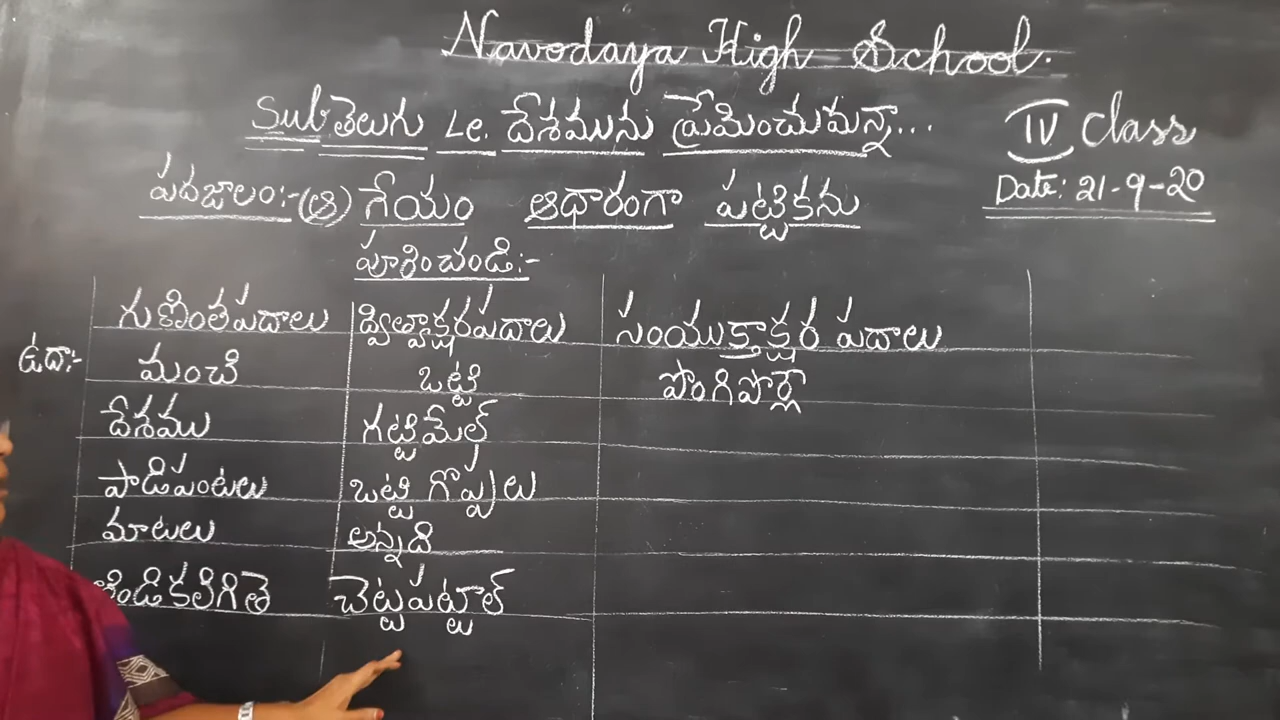 Navodaya High School.
Sub తెలుగు Le. దేశమును ప్రేమించుమన్నా...
IV Class
Date: 21-9-20
పదజాలం:- (ఆ) గేయం ఆధారంగా పట్టికను
పూరించండి:-
గుణింతపదాలు ద్విత్వాక్షరపదాలు సంయుక్తాక్షర పదాలు
ఉదా:- మంచి ఒట్టి పొంగిపొర్లే
దేశము గట్టిమేల్
పాడిపంటలు ఒట్టి గొప్పలు
మాటలు అన్నది
తిండికలిగితె చెట్టపట్టాల్